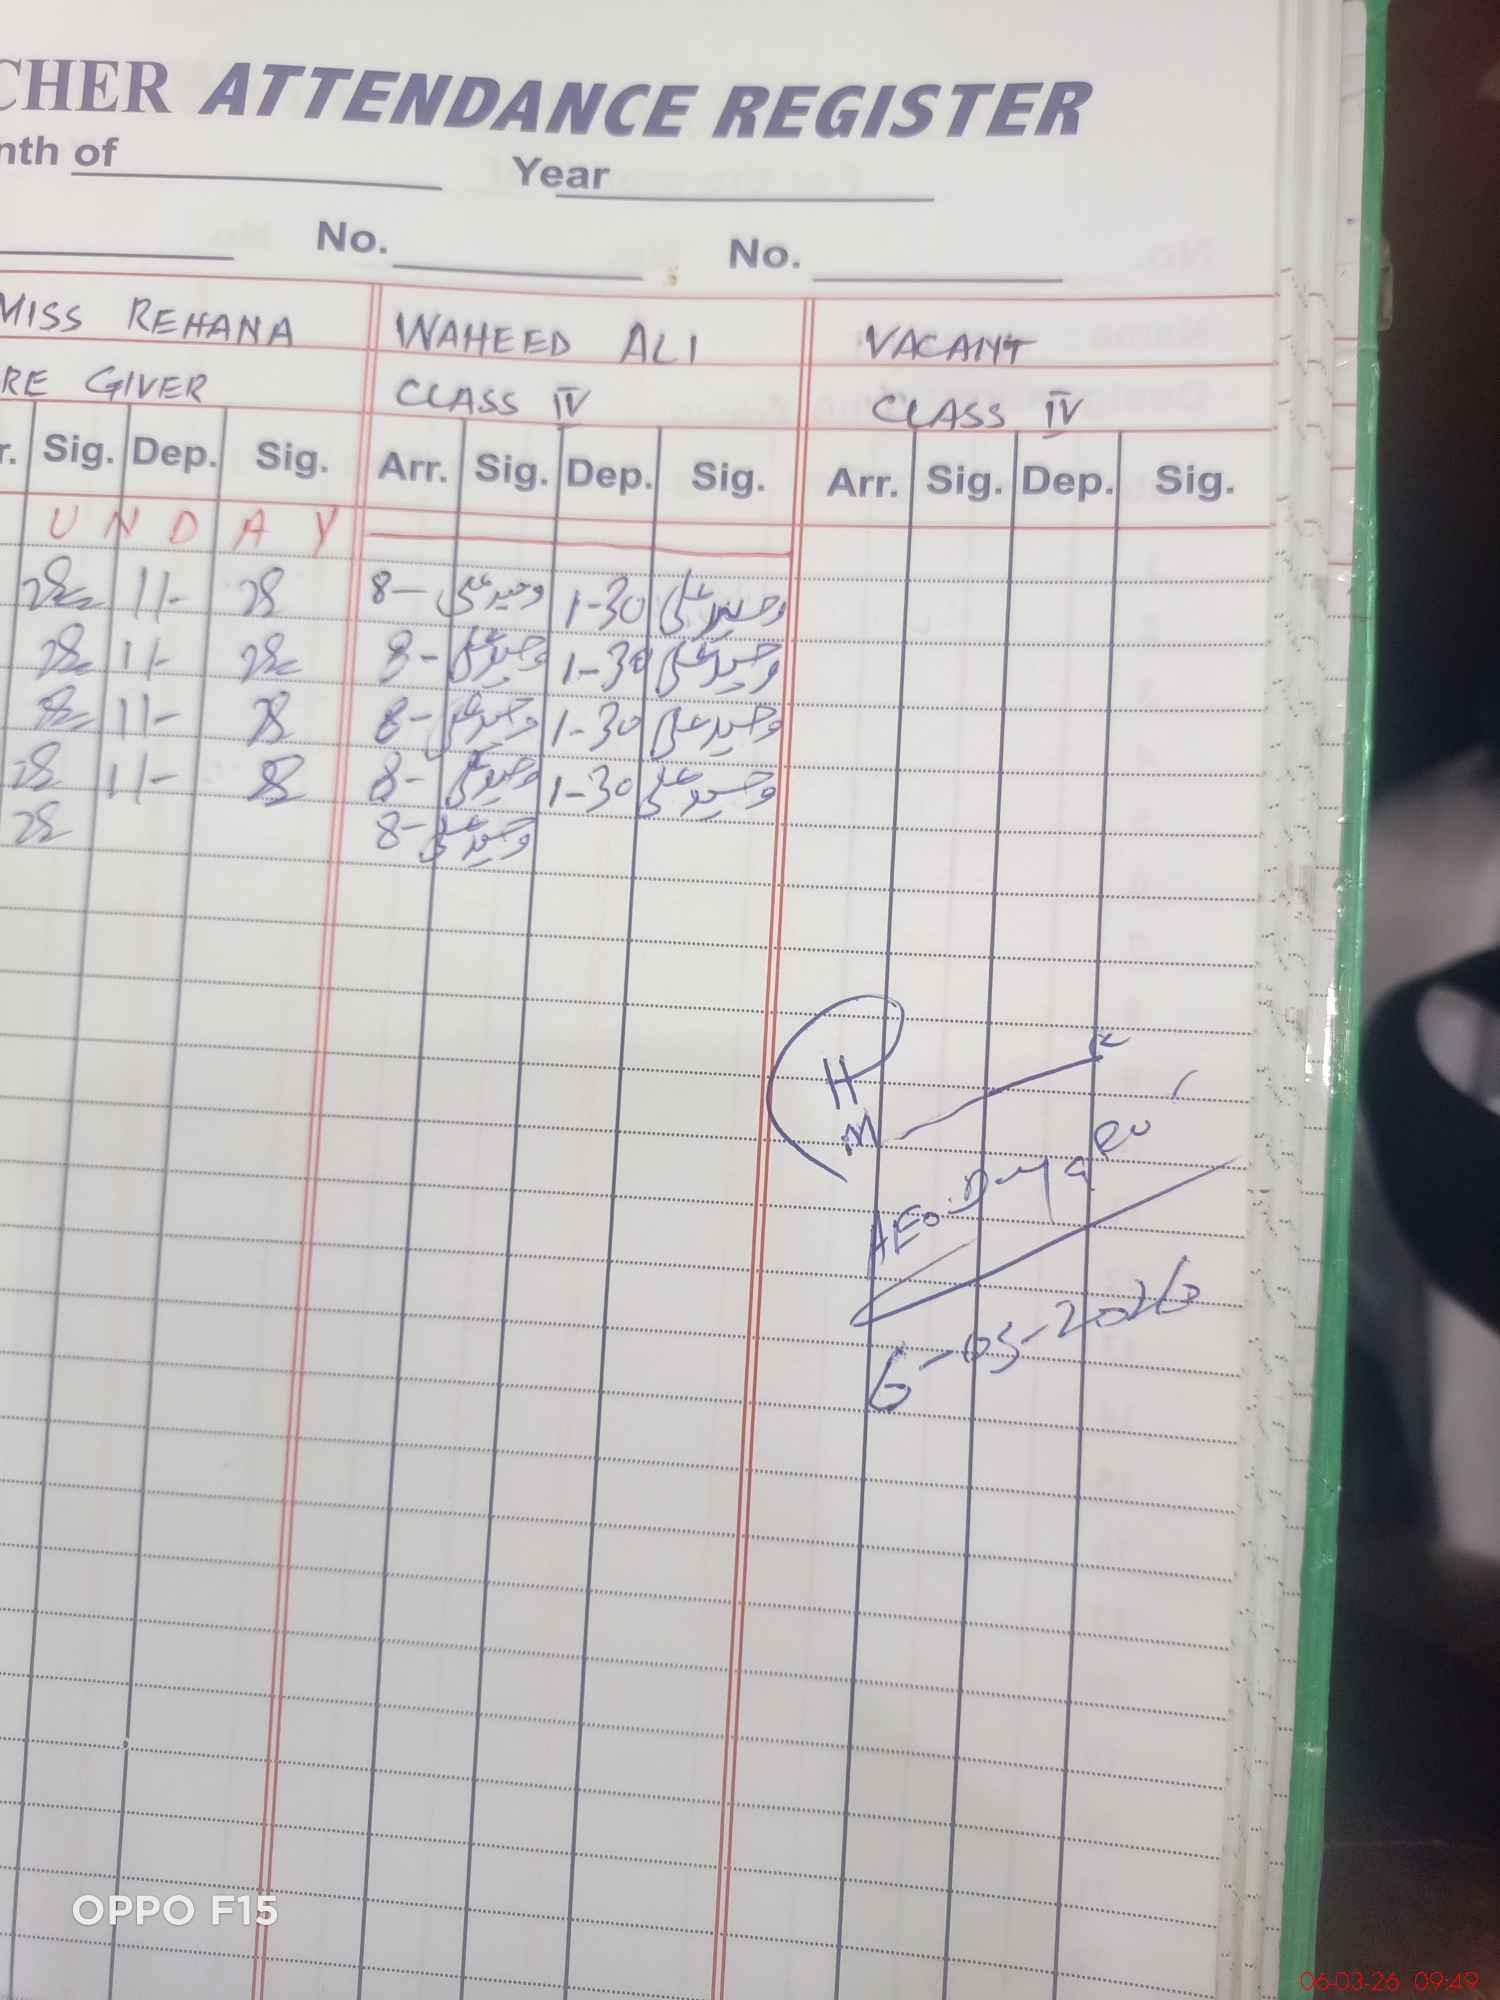 CHER ATTENDANCE REGISTER
nth of Year
No. No.
MISS REHANA WAHEED ALI VACANT
RE GIVER CLASS IV CLASS IV
r. Sig. Dep. Sig. Arr. Sig. Dep. Sig. Arr. Sig. Dep. Sig.
U N D A Y
11- 8- وحید علی 1-30 وحید علی
11- 8- وحید علی 1-30 وحید علی
11- 8- وحید علی 1-30 وحید علی
11- 8- وحید علی 1-30 وحید علی
8- وحید علی
H
M
AEO
6-03-2026
OPPO F15
06-03-26 09:49